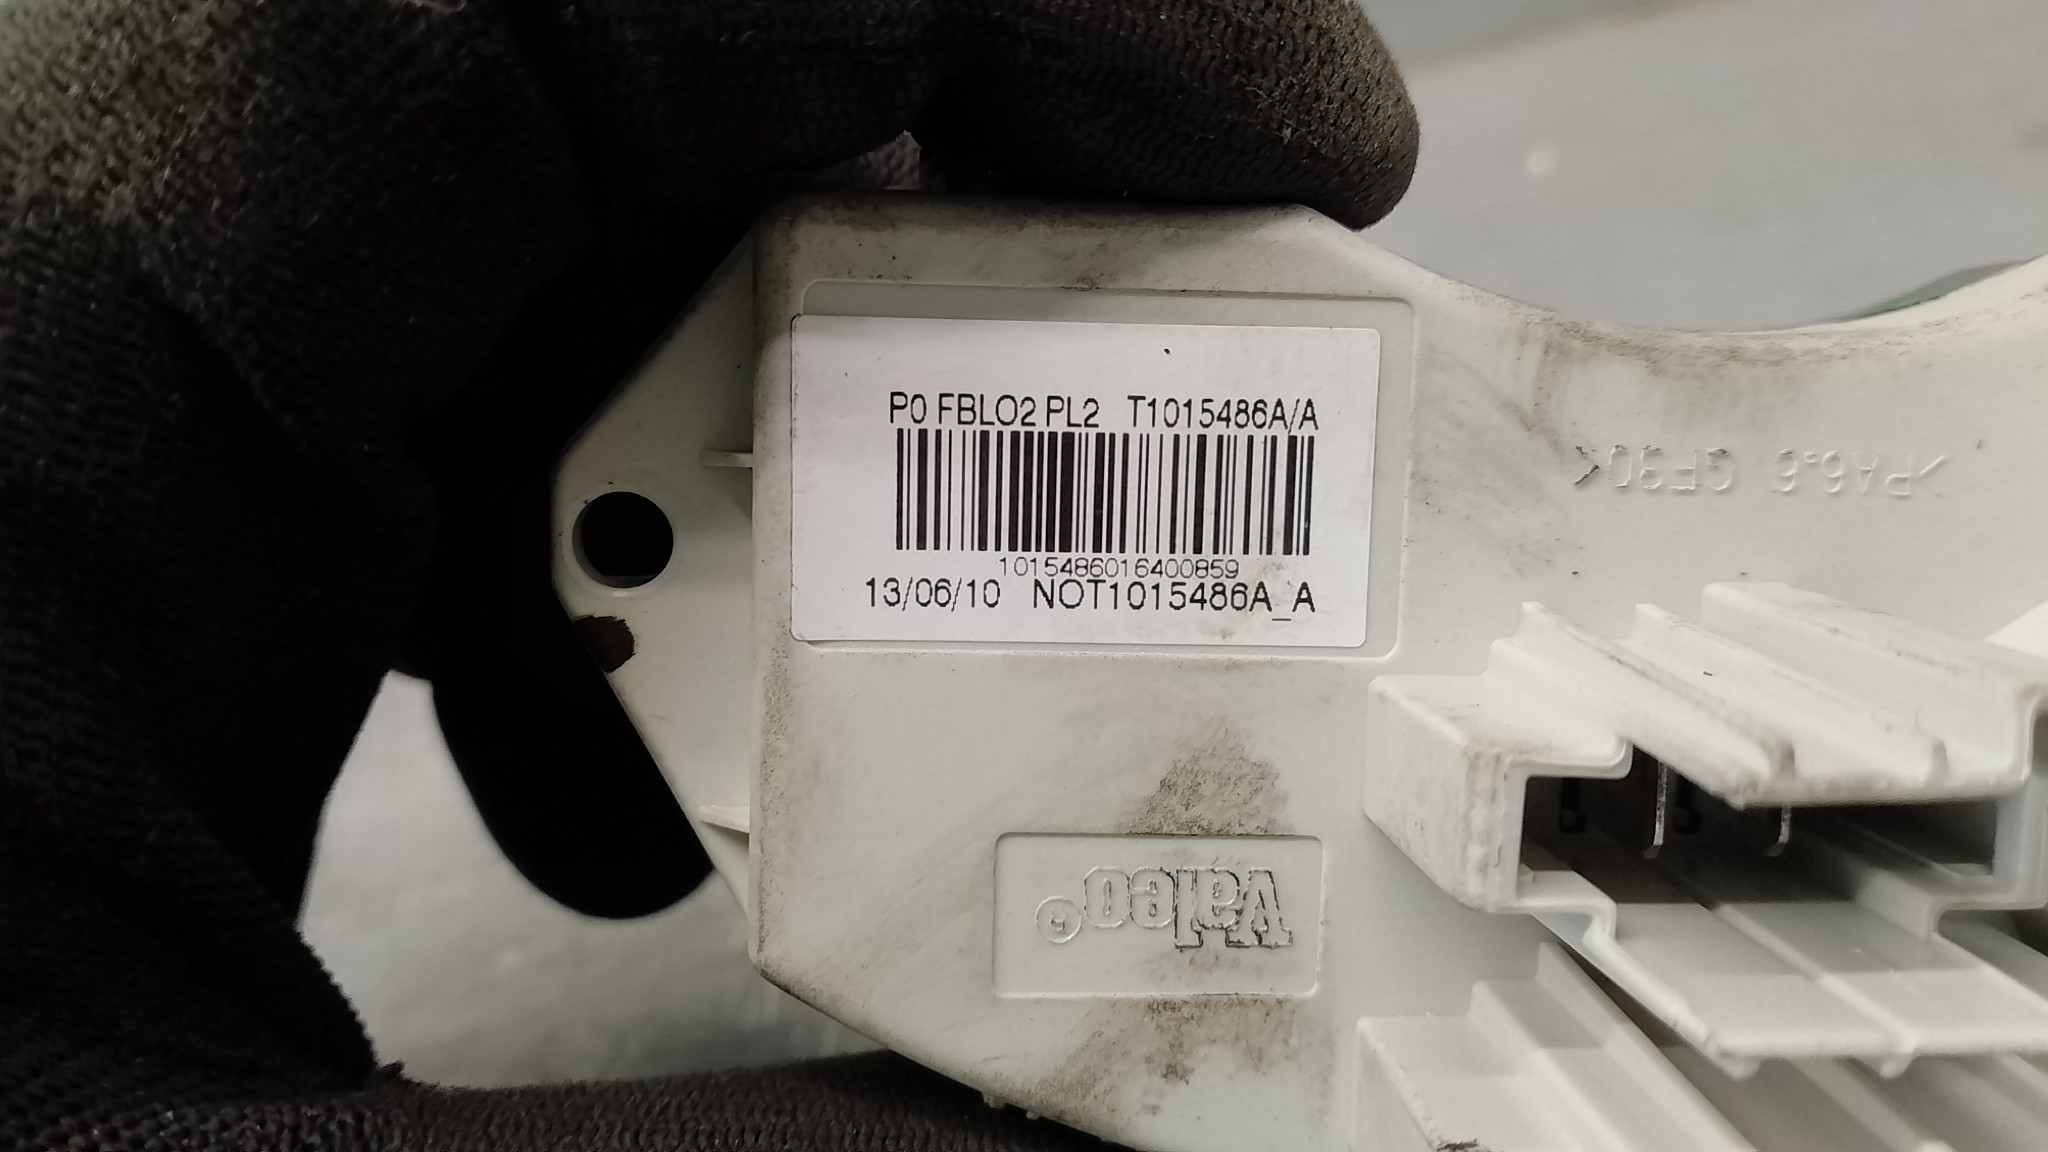 P0 FBLO2 PL2 T1015486A/A
1015486016400859
13/06/10 NOT1015486A_A
>PA6.6 GF30<
Valeo